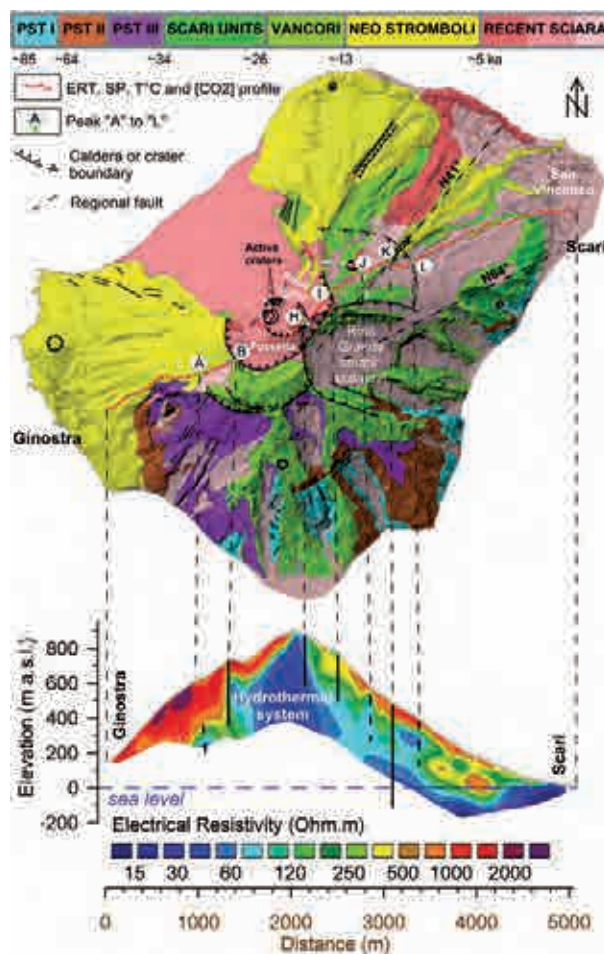 PST I PST II PST III SCARI UNITS VANCORI NEO STROMBOLI RECENT SCIARA
~85 ~64 ~34 ~26 ~13 ~5 ka
ERT, SP, T°C and [CO2] profile
A Peak "A" to "L"
Caldera or crater boundary
Regional fault
N
N41°
San Vincenzo
Scari
N64°
Active craters
K
J
L
I
H
A
B
Fossetta
Rina Grande
Ginostra
Elevation (m a.s.l.)
800
600
400
200
0
-200
Ginostra
Hydrothermal system
Scari
sea level
Electrical Resistivity (Ohm.m)
15 30 60 120 250 500 1000 2000
0 1000 2000 3000 4000 5000
Distance (m)